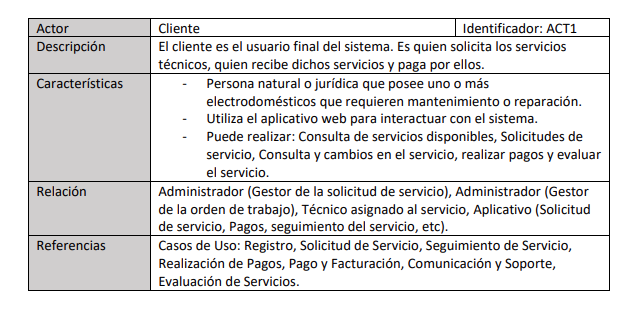 Actor Cliente Identificador: ACT1
Descripción El cliente es el usuario final del sistema. Es quien solicita los servicios
técnicos, quien recibe dichos servicios y paga por ellos.
Características - Persona natural o jurídica que posee uno o más
electrodomésticos que requieren mantenimiento o reparación.
- Utiliza el aplicativo web para interactuar con el sistema.
- Puede realizar: Consulta de servicios disponibles, Solicitudes de
servicio, Consulta y cambios en el servicio, realizar pagos y evaluar
el servicio.
Relación Administrador (Gestor de la solicitud de servicio), Administrador (Gestor
de la orden de trabajo), Técnico asignado al servicio, Aplicativo (Solicitud
de servicio, Pagos, seguimiento del servicio, etc).
Referencias Casos de Uso: Registro, Solicitud de Servicio, Seguimiento de Servicio,
Realización de Pagos, Pago y Facturación, Comunicación y Soporte,
Evaluación de Servicios.